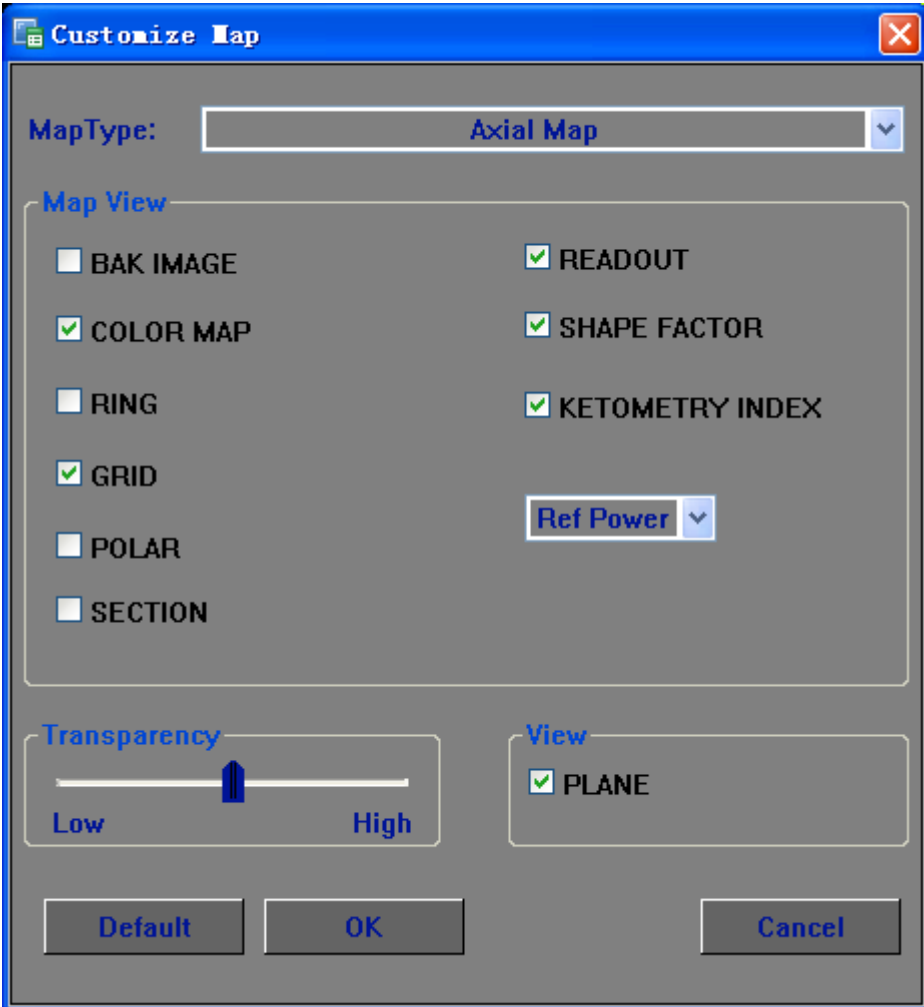 Customize Map
MapType: Axial Map
Map View
BAK IMAGE
READOUT
COLOR MAP
SHAPE FACTOR
RING
KETOMETRY INDEX
GRID
Ref Power
POLAR
SECTION
Transparency
Low High
View
PLANE
Default OK Cancel